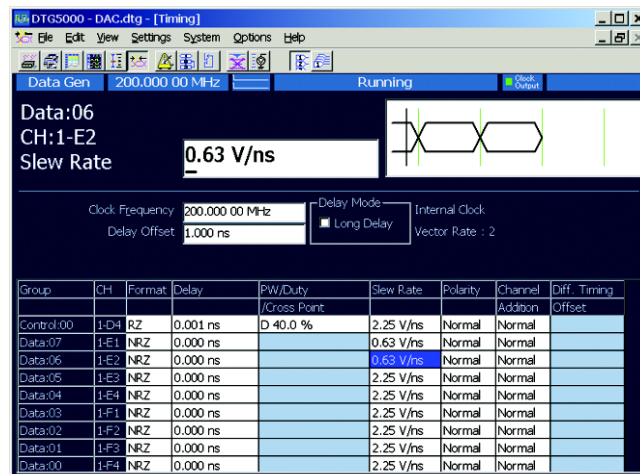 DTG5000 - DAC.dtg - [Timing]
File Edit View Settings System Options Help
Data Gen 200.000 00 MHz Running Clock Output
Data:06
CH:1-E2
Slew Rate 0.63 V/ns
Clock Frequency 200.000 00 MHz
Delay Offset 1.000 ns
Delay Mode
Long Delay
Internal Clock
Vector Rate : 2
Group CH Format Delay PW/Duty Slew Rate Polarity Channel Diff. Timing
/Cross Point Addition Offset
Control:00 1-D4 RZ 0.001 ns D 40.0 % 2.25 V/ns Normal Normal
Data:07 1-E1 NRZ 0.000 ns 0.63 V/ns Normal Normal
Data:06 1-E2 NRZ 0.000 ns 0.63 V/ns Normal Normal
Data:05 1-E3 NRZ 0.000 ns 2.25 V/ns Normal Normal
Data:04 1-E4 NRZ 0.000 ns 2.25 V/ns Normal Normal
Data:03 1-F1 NRZ 0.000 ns 2.25 V/ns Normal Normal
Data:02 1-F2 NRZ 0.000 ns 2.25 V/ns Normal Normal
Data:01 1-F3 NRZ 0.000 ns 2.25 V/ns Normal Normal
Data:00 1-F4 NRZ 0.000 ns 2.25 V/ns Normal Normal